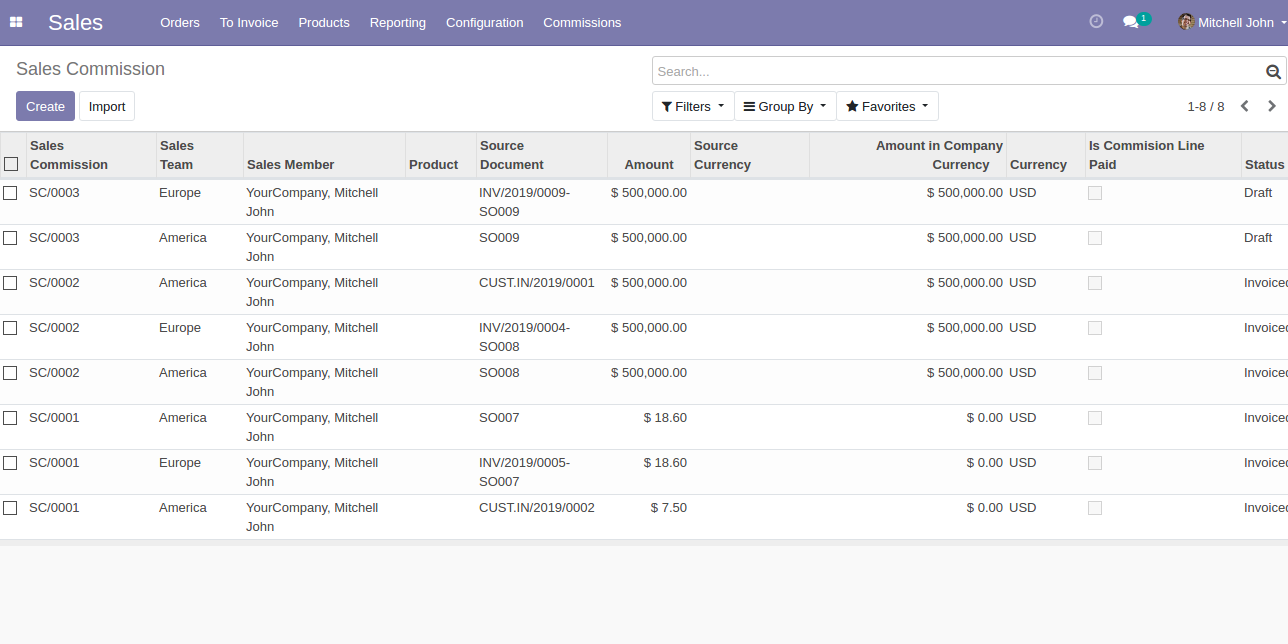 Sales Orders To Invoice Products Reporting Configuration Commissions 1 Mitchell John
Sales Commission
Search...
Create Import Filters Group By Favorites 1-8 / 8
Sales Commission Sales Team Sales Member Product Source Document Amount Source Currency Amount in Company Currency Currency Is Commision Line Paid Status
SC/0003 Europe YourCompany, Mitchell INV/2019/0009- $ 500,000.00 $ 500,000.00 USD Draft
John SO009
SC/0003 America YourCompany, Mitchell SO009 $ 500,000.00 $ 500,000.00 USD Draft
John
SC/0002 America YourCompany, Mitchell CUST.IN/2019/0001 $ 500,000.00 $ 500,000.00 USD Invoiced
John
SC/0002 Europe YourCompany, Mitchell INV/2019/0004- $ 500,000.00 $ 500,000.00 USD Invoiced
John SO008
SC/0002 America YourCompany, Mitchell SO008 $ 500,000.00 $ 500,000.00 USD Invoiced
John
SC/0001 America YourCompany, Mitchell SO007 $ 18.60 $ 0.00 USD Invoiced
John
SC/0001 Europe YourCompany, Mitchell INV/2019/0005- $ 18.60 $ 0.00 USD Invoiced
John SO007
SC/0001 America YourCompany, Mitchell CUST.IN/2019/0002 $ 7.50 $ 0.00 USD Invoiced
John